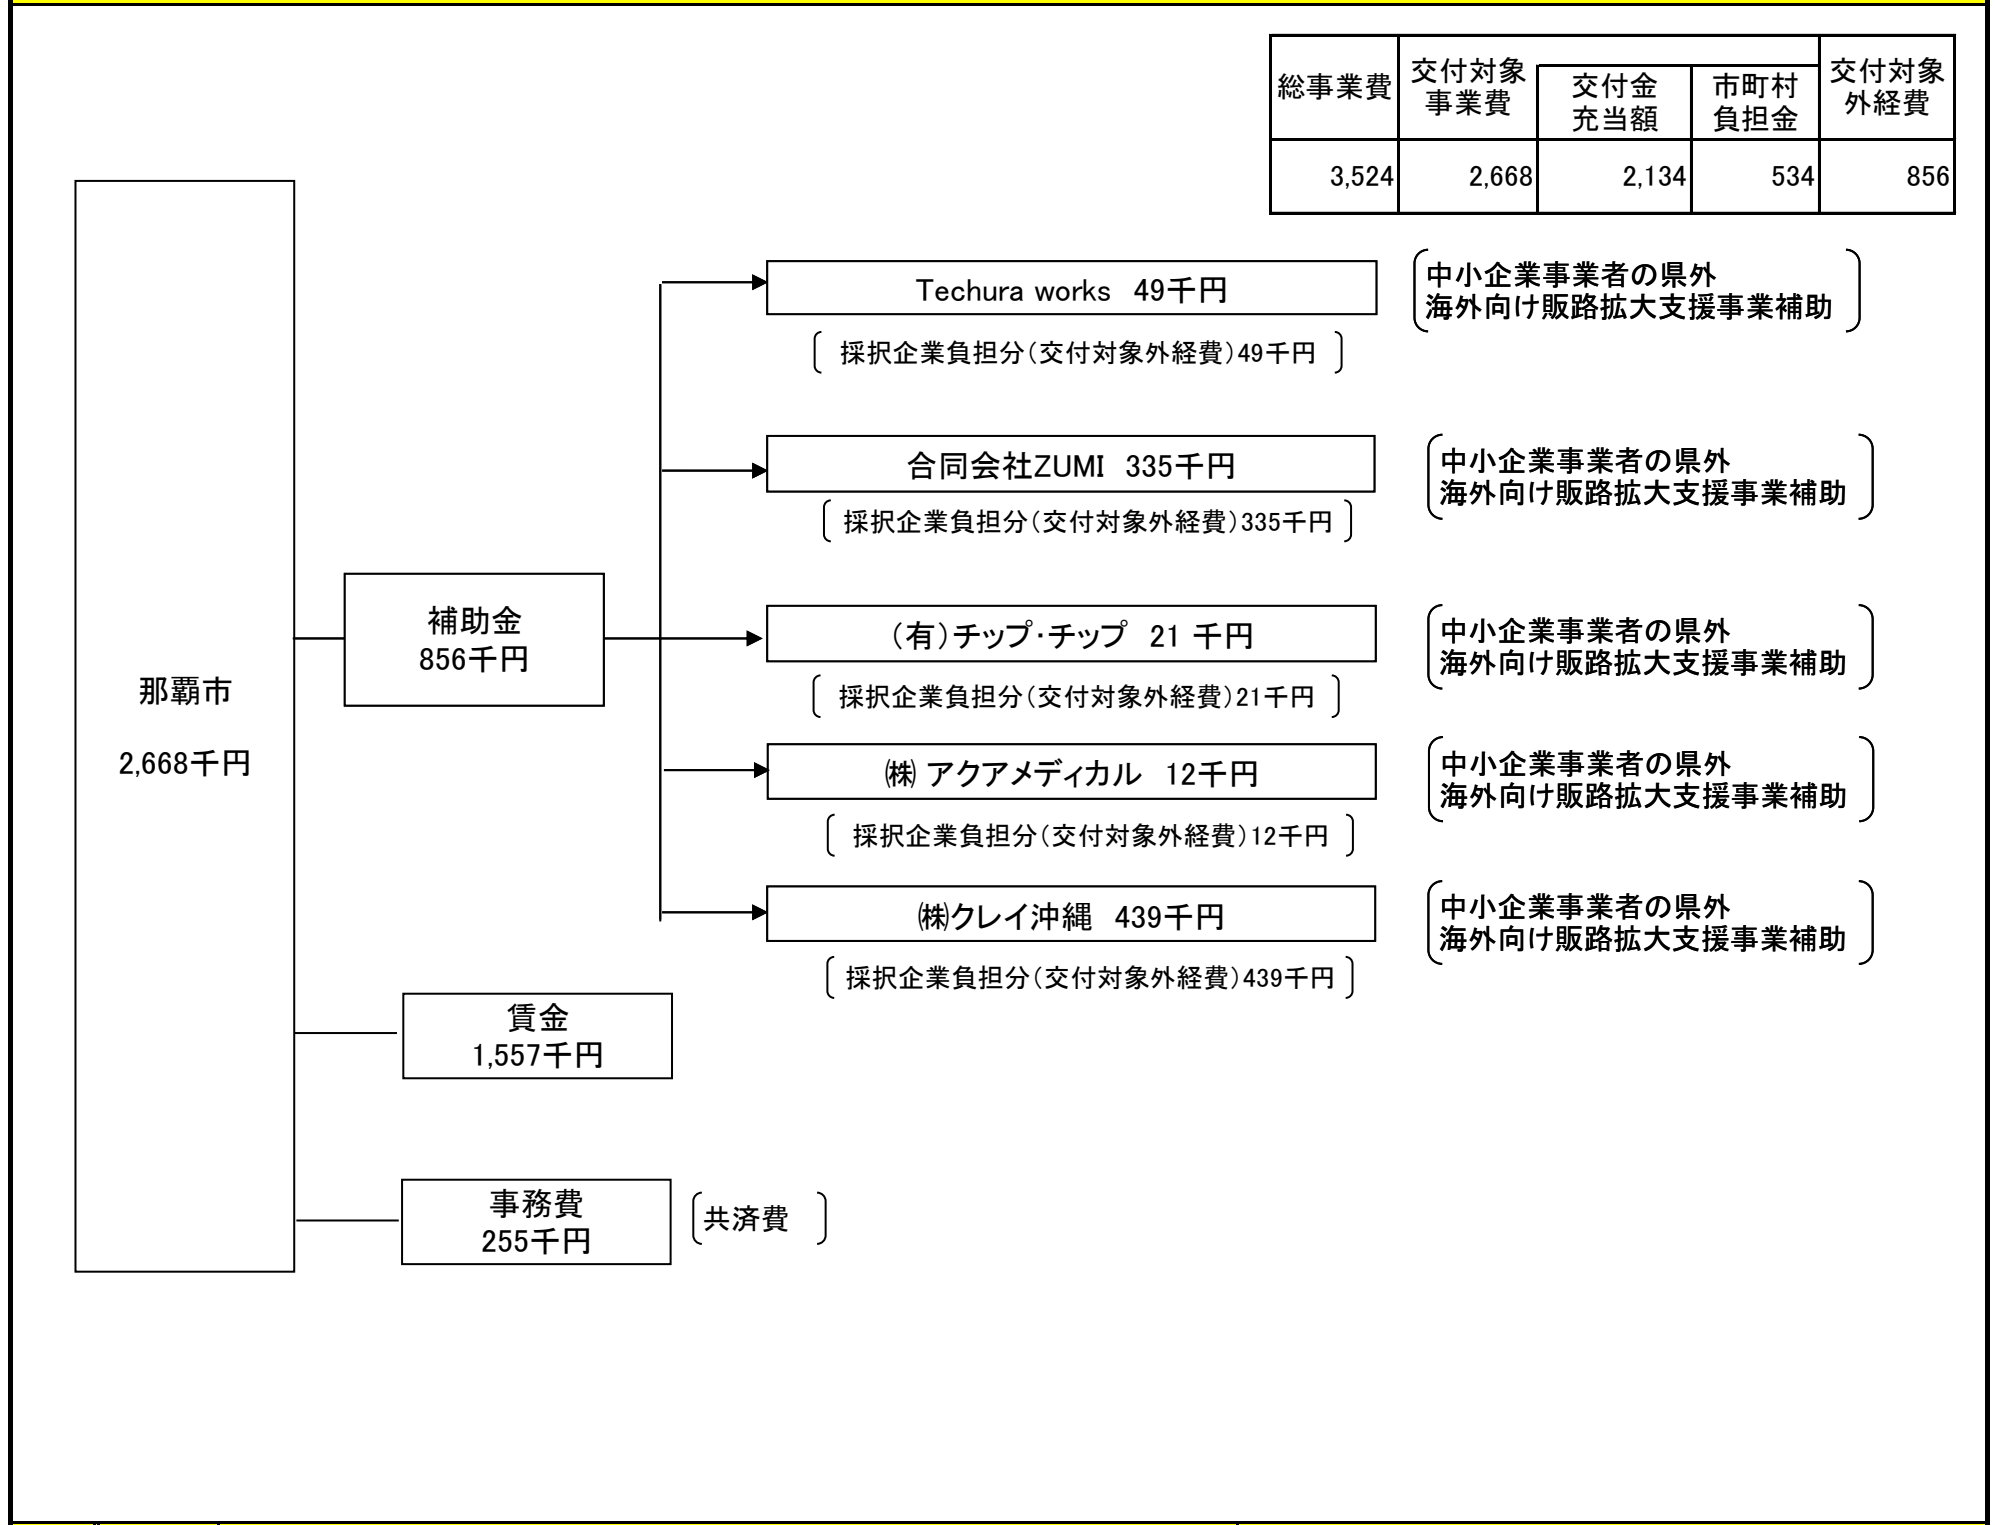 総事業費
交付対象
事業費
交付金
充当額
市町村
負担金
交付対象
外経費
3,524
2,668
2,134
534
856
Techura works 49千円
中小企業事業者の県外
海外向け販路拡大支援事業補助
採択企業負担分(交付対象外経費)49千円
合同会社ZUMI 335千円
中小企業事業者の県外
海外向け販路拡大支援事業補助
採択企業負担分(交付対象外経費)335千円
補助金
856千円
(有)チップ・チップ 21 千円
中小企業事業者の県外
海外向け販路拡大支援事業補助
採択企業負担分(交付対象外経費)21千円
那覇市
2,668千円
㈱ アクアメディカル 12千円
中小企業事業者の県外
海外向け販路拡大支援事業補助
採択企業負担分(交付対象外経費)12千円
㈱クレイ沖縄 439千円
中小企業事業者の県外
海外向け販路拡大支援事業補助
採択企業負担分(交付対象外経費)439千円
賃金
1,557千円
事務費
255千円
共済費